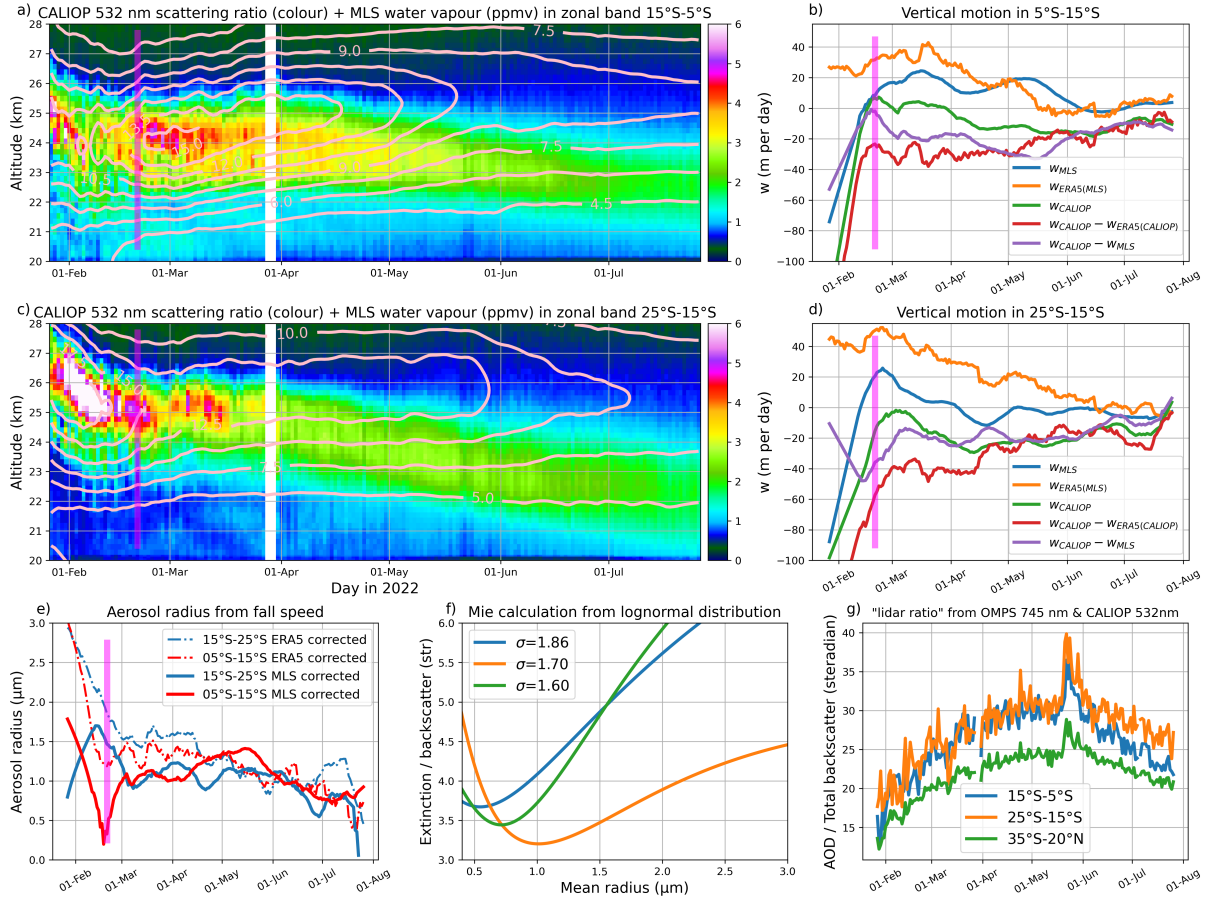 a) CALIOP 532 nm scattering ratio (colour) + MLS water vapour (ppmv) in zonal band 15°S-5°S
Altitude (km)
28
27
26
25
24
23
22
21
20
7.5
9.0
7.5
6.0
4.5
01-Feb 01-Mar 01-Apr 01-May 01-Jun 01-Jul
6
5
4
3
2
1
0
b) Vertical motion in 5°S-15°S
w (m per day)
40
20
0
−20
−40
−60
−80
−100
w_MLS
w_ERA5(MLS)
w_CALIOP
w_CALIOP − w_ERA5(CALIOP)
w_CALIOP − w_MLS
01-Feb 01-Mar 01-Apr 01-May 01-Jun 01-Jul 01-Aug
c) CALIOP 532 nm scattering ratio (colour) + MLS water vapour (ppmv) in zonal band 25°S-15°S
Altitude (km)
28
27
26
25
24
23
22
21
20
10.0
7.5
5.0
01-Feb 01-Mar 01-Apr 01-May 01-Jun 01-Jul
Day in 2022
6
5
4
3
2
1
0
d) Vertical motion in 25°S-15°S
w (m per day)
40
20
0
−20
−40
−60
−80
−100
w_MLS
w_ERA5(MLS)
w_CALIOP
w_CALIOP − w_ERA5(CALIOP)
w_CALIOP − w_MLS
01-Feb 01-Mar 01-Apr 01-May 01-Jun 01-Jul 01-Aug
e) Aerosol radius from fall speed
Aerosol radius (μm)
3.0
2.5
2.0
1.5
1.0
0.5
0.0
15°S-25°S ERA5 corrected
05°S-15°S ERA5 corrected
15°S-25°S MLS corrected
05°S-15°S MLS corrected
01-Feb 01-Mar 01-Apr 01-May 01-Jun 01-Jul 01-Aug
f) Mie calculation from lognormal distribution
Extinction / backscatter (str)
6.0
5.5
5.0
4.5
4.0
3.5
3.0
σ=1.86
σ=1.70
σ=1.60
0.5 1.0 1.5 2.0 2.5 3.0
Mean radius (μm)
g) "lidar ratio" from OMPS 745 nm & CALIOP 532nm
AOD / Total backscatter (steradian)
40
35
30
25
20
15
15°S-5°S
25°S-15°S
35°S-20°N
01-Feb 01-Mar 01-Apr 01-May 01-Jun 01-Jul 01-Aug